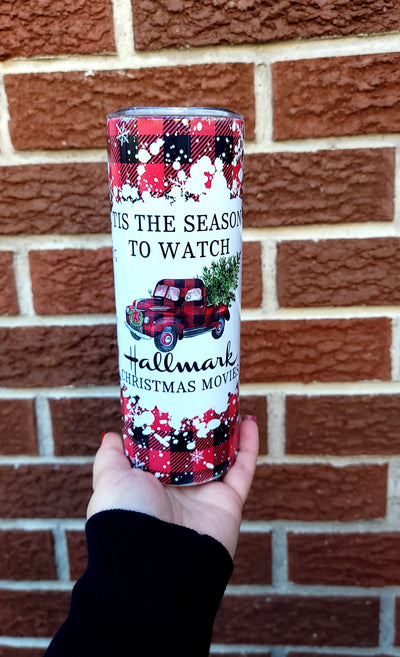 'TIS THE SEASON
TO WATCH
Hallmark
CHRISTMAS MOVIES